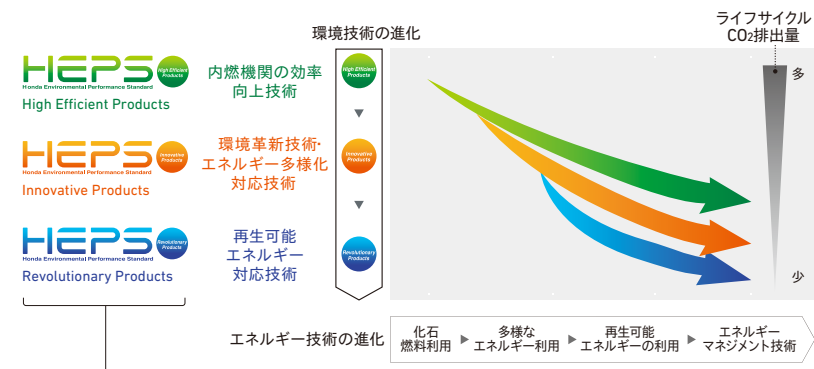 ライフサイクル
CO2排出量
環境技術の進化
HEPS
High Efficient
Products
Honda Environmental Performance Standard
High Efficient Products
内燃機関の効率
向上技術
High Efficient
Products
▼
多
HEPS
Innovative
Products
Honda Environmental Performance Standard
Innovative Products
環境革新技術・
エネルギー多様化
対応技術
Innovative
Products
▼
HEPS
Revolutionary
Products
Honda Environmental Performance Standard
Revolutionary Products
再生可能
エネルギー
対応技術
Revolutionary
Products
少
エネルギー技術の進化
化石
燃料利用
▶
多様な
エネルギー利用
▶
再生可能
エネルギーの利用
▶
エネルギー
マネジメント技術